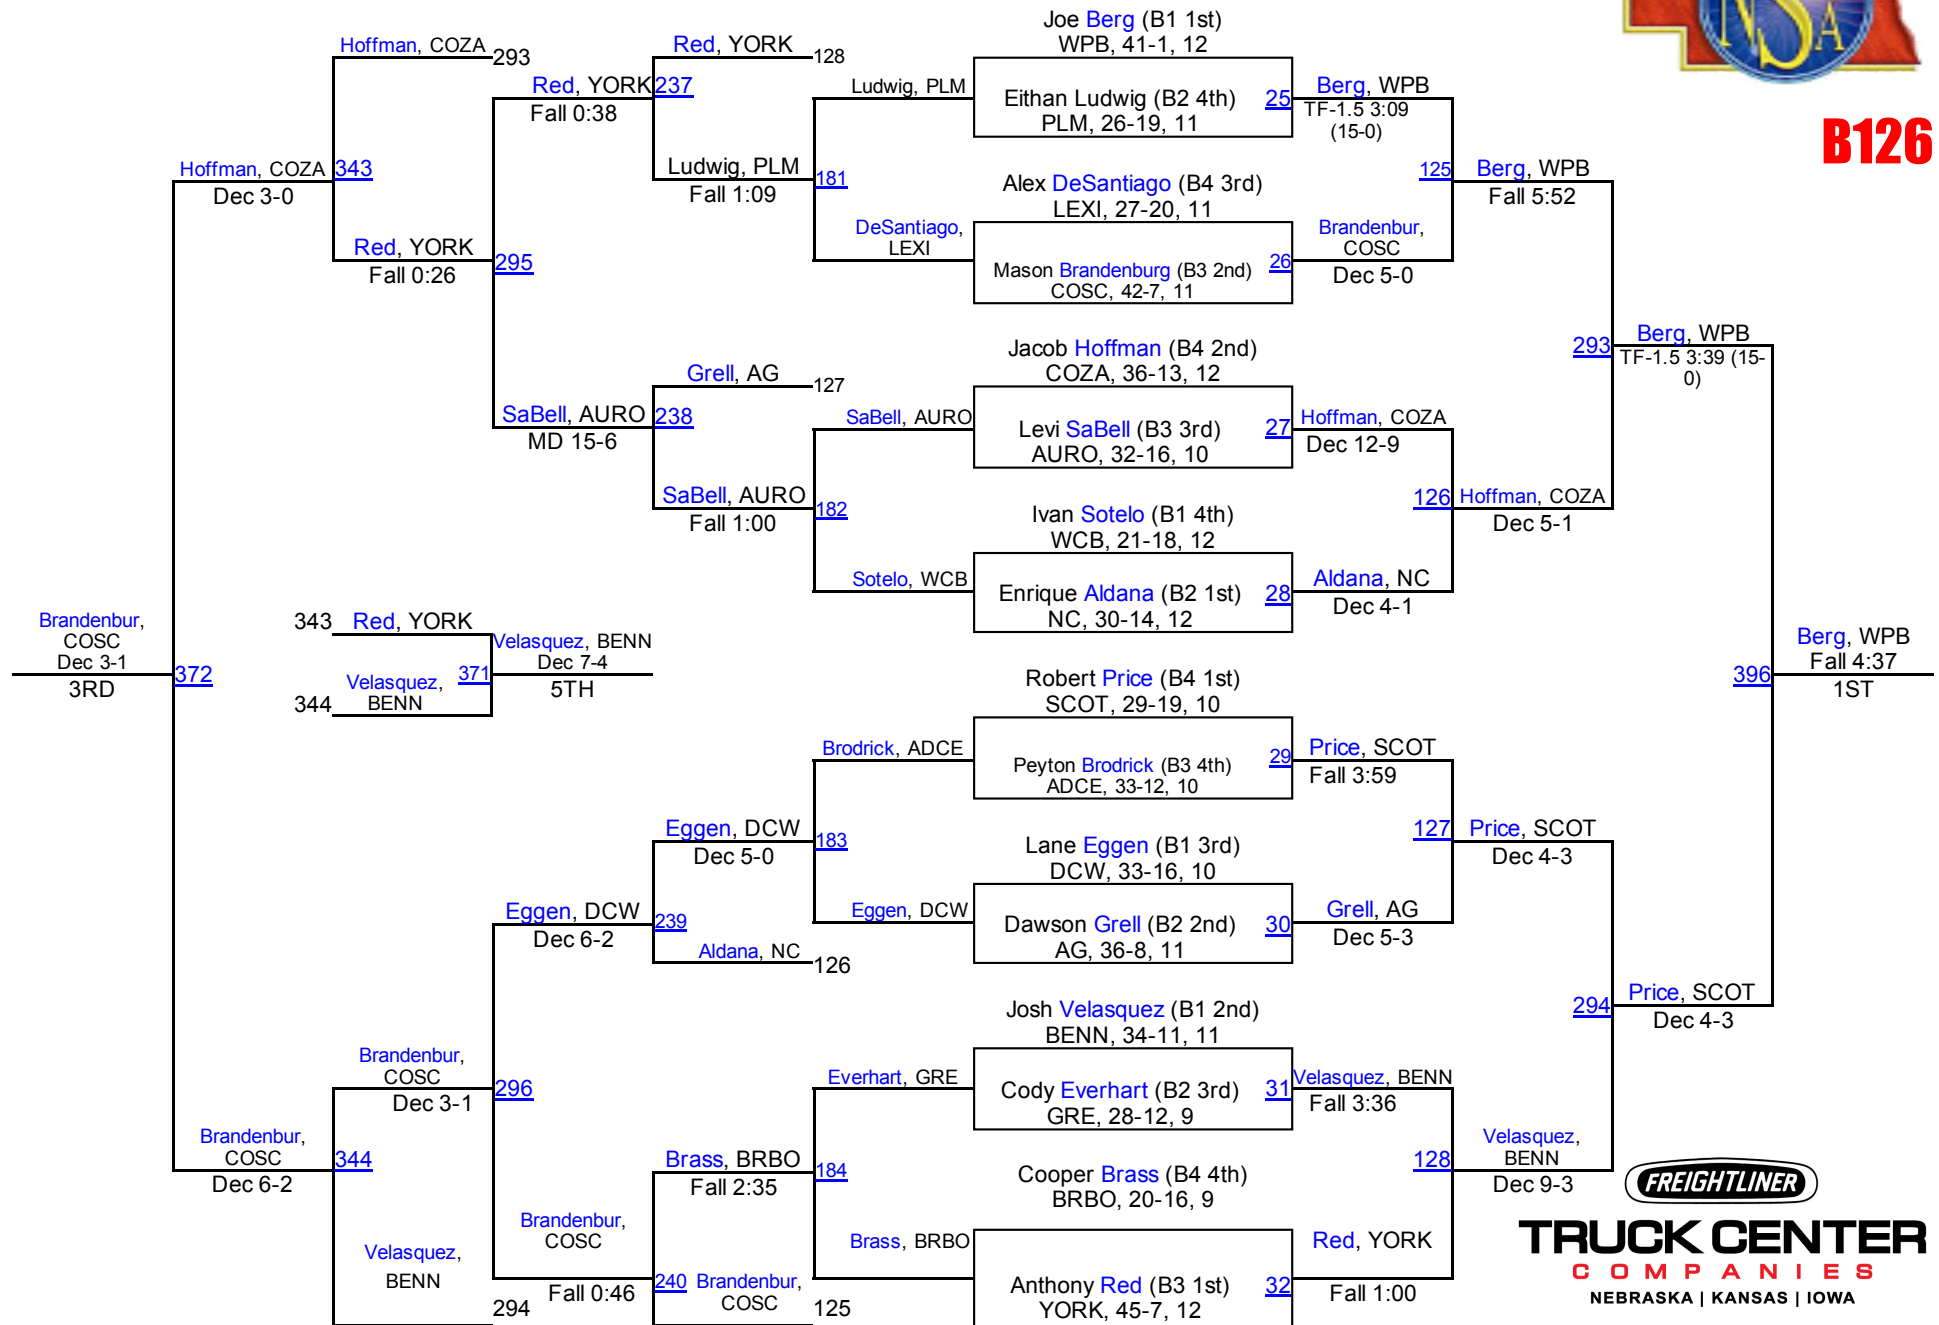 Joe Berg (B1 1st)
WPB, 41-1, 12
Eithan Ludwig (B2 4th)
PLM, 26-19, 11
25
Alex DeSantiago (B4 3rd)
LEXI, 27-20, 11
Mason Brandenburg (B3 2nd)
COSC, 42-7, 11
26
Jacob Hoffman (B4 2nd)
COZA, 36-13, 12
Levi SaBell (B3 3rd)
AURO, 32-16, 10
27
Ivan Sotelo (B1 4th)
WCB, 21-18, 12
Enrique Aldana (B2 1st)
NC, 30-14, 12
28
Robert Price (B4 1st)
SCOT, 29-19, 10
Peyton Brodrick (B3 4th)
ADCE, 33-12, 10
29
Lane Eggen (B1 3rd)
DCW, 33-16, 10
Dawson Grell (B2 2nd)
AG, 36-8, 11
30
Josh Velasquez (B1 2nd)
BENN, 34-11, 11
Cody Everhart (B2 3rd)
GRE, 28-12, 9
31
Cooper Brass (B4 4th)
BRBO, 20-16, 9
Anthony Red (B3 1st)
YORK, 45-7, 12
32
Berg, WPB
TF-1.5 3:09
(15-0)
125
Brandenbur,
COSC
Dec 5-0
Hoffman, COZA
Dec 12-9
126
Aldana, NC
Dec 4-1
Price, SCOT
Fall 3:59
127
Grell, AG
Dec 5-3
Velasquez, BENN
Fall 3:36
128
Red, YORK
Fall 1:00
Berg, WPB
Fall 5:52
293
Hoffman, COZA
Dec 5-1
Price, SCOT
Dec 4-3
294
Velasquez,
BENN
Dec 9-3
Berg, WPB
TF-1.5 3:39 (15-
0)
396
Price, SCOT
Dec 4-3
Berg, WPB
Fall 4:37
1ST
Ludwig, PLM
181
DeSantiago,
LEXI
SaBell, AURO
182
Sotelo, WCB
Brodrick, ADCE
183
Eggen, DCW
Everhart, GRE
184
Brass, BRBO
Red, YORK
128
237
Ludwig, PLM
Fall 1:09
Grell, AG
127
238
SaBell, AURO
Fall 1:00
Eggen, DCW
Dec 5-0
239
Aldana, NC
126
Brass, BRBO
Fall 2:35
240
Brandenbur,
COSC
125
Red, YORK
Fall 0:38
295
SaBell, AURO
MD 15-6
Eggen, DCW
Dec 6-2
296
Brandenbur,
COSC
Fall 0:46
Hoffman, COZA
293
343
Red, YORK
Fall 0:26
Brandenbur,
COSC
Dec 3-1
344
Velasquez,
BENN
294
Hoffman, COZA
Dec 3-0
372
Brandenbur,
COSC
Dec 6-2
Brandenbur,
COSC
Dec 3-1
3RD
343 Red, YORK
371
344 Velasquez,
BENN
Velasquez, BENN
Dec 7-4
5TH
NSA
B126
FREIGHTLINER
TRUCK CENTER
COMPANIES
NEBRASKA | KANSAS | IOWA